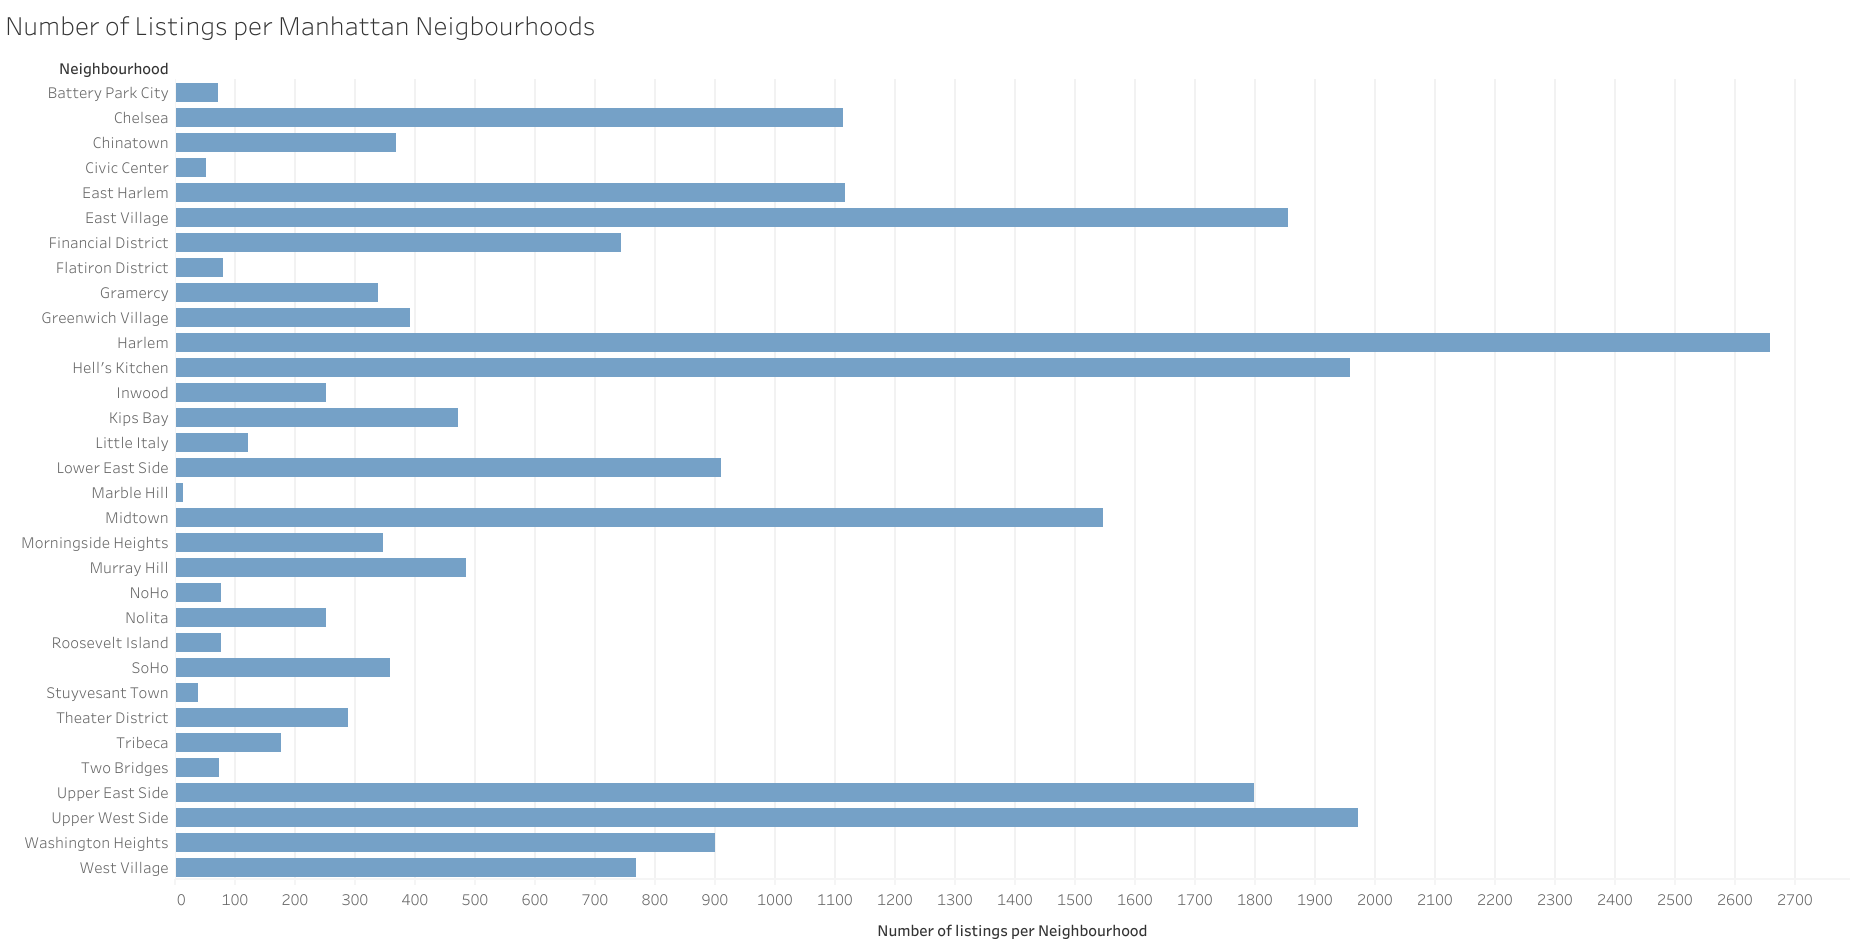 Number of Listings per Manhattan Neigbourhoods
Neighbourhood
Battery Park City
Chelsea
Chinatown
Civic Center
East Harlem
East Village
Financial District
Flatiron District
Gramercy
Greenwich Village
Harlem
Hell's Kitchen
Inwood
Kips Bay
Little Italy
Lower East Side
Marble Hill
Midtown
Morningside Heights
Murray Hill
NoHo
Nolita
Roosevelt Island
SoHo
Stuyvesant Town
Theater District
Tribeca
Two Bridges
Upper East Side
Upper West Side
Washington Heights
West Village
0 100 200 300 400 500 600 700 800 900 1000 1100 1200 1300 1400 1500 1600 1700 1800 1900 2000 2100 2200 2300 2400 2500 2600 2700
Number of listings per Neighbourhood